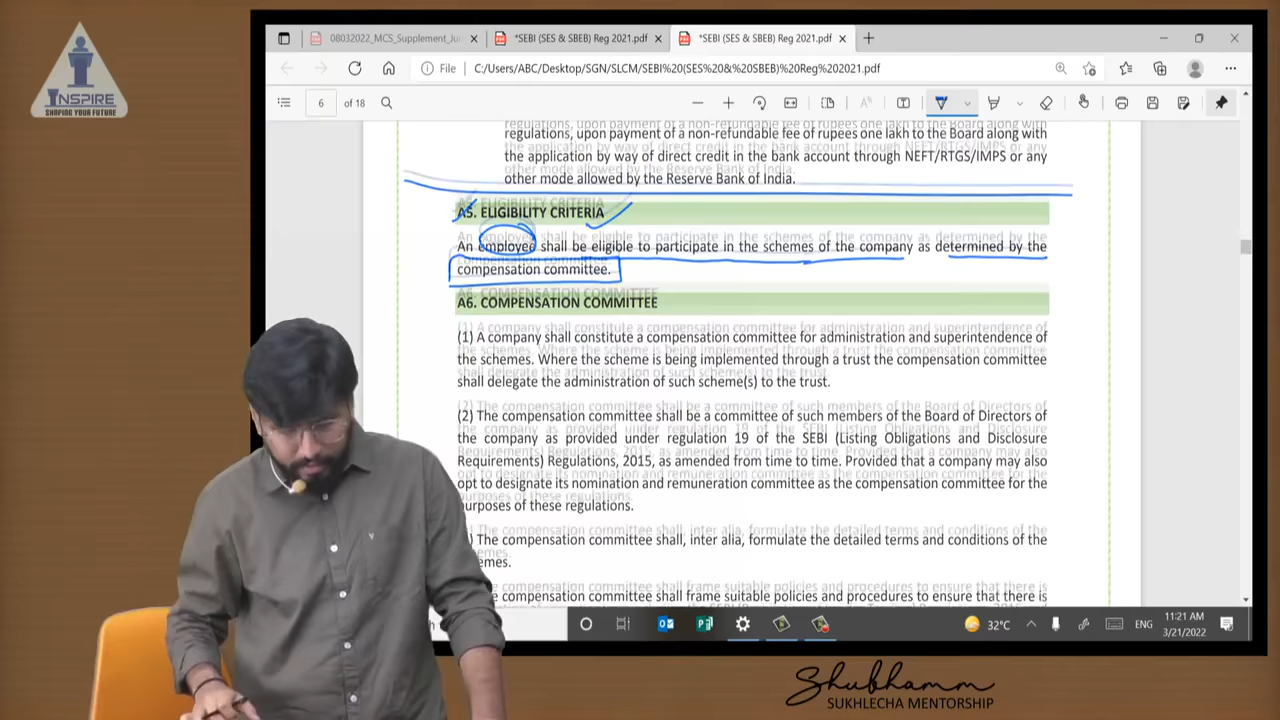 INSPIRE
SHAPING YOUR FUTURE
08032022_MCS_Supplement_Ju
*SEBI (SES & SBEB) Reg 2021.pdf
*SEBI (SES & SBEB) Reg 2021.pdf
File
C:/Users/ABC/Desktop/SGN/SLCM/SEBI%20(SES%20&%20SBEB)%20Reg%202021.pdf
6 of 18
regulations, upon payment of a non-refundable fee of rupees one lakh to the Board along with
the application by way of direct credit in the bank account through NEFT/RTGS/IMPS or any
other mode allowed by the Reserve Bank of India.
A5. ELIGIBILITY CRITERIA
An employee shall be eligible to participate in the schemes of the company as determined by the
compensation committee.
A6. COMPENSATION COMMITTEE
(1) A company shall constitute a compensation committee for administration and superintendence of
the schemes. Where the scheme is being implemented through a trust the compensation committee
shall delegate the administration of such scheme(s) to the trust.
(2) The compensation committee shall be a committee of such members of the Board of Directors of
the company as provided under regulation 19 of the SEBI (Listing Obligations and Disclosure
Requirements) Regulations, 2015, as amended from time to time. Provided that a company may also
opt to designate its nomination and remuneration committee as the compensation committee for the
purposes of these regulations.
) The compensation committee shall, inter alia, formulate the detailed terms and conditions of the
emes.
e compensation committee shall frame suitable policies and procedures to ensure that there is
32°C
ENG
11:21 AM
3/21/2022
Shubhamm
SUKHLECHA MENTORSHIP